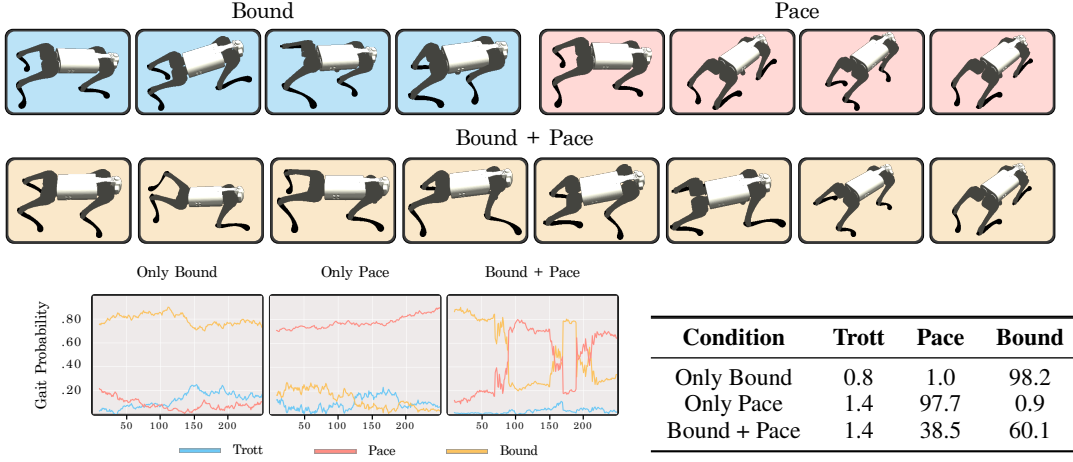 Bound
Pace
Bound + Pace
Only Bound
Only Pace
Bound + Pace
Gait Probability
.80
.60
.40
.20
50 100 150 200
50 100 150 200
50 100 150 200
Trott
Pace
Bound
Condition Trott Pace Bound
Only Bound 0.8 1.0 98.2
Only Pace 1.4 97.7 0.9
Bound + Pace 1.4 38.5 60.1